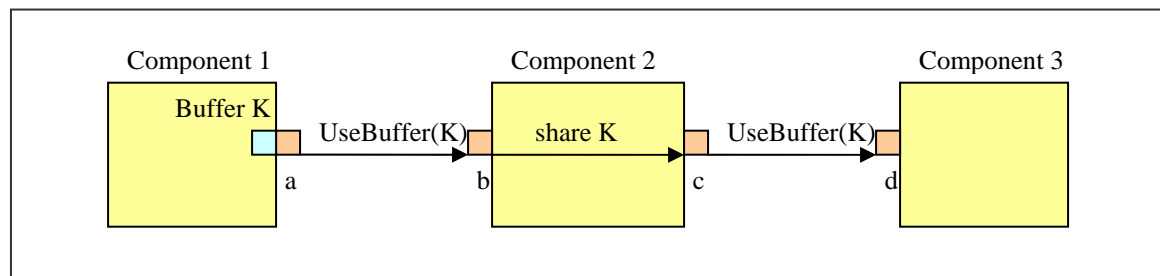 Component 1
Component 2
Component 3
Buffer K
UseBuffer(K)
share K
UseBuffer(K)
a
b
c
d